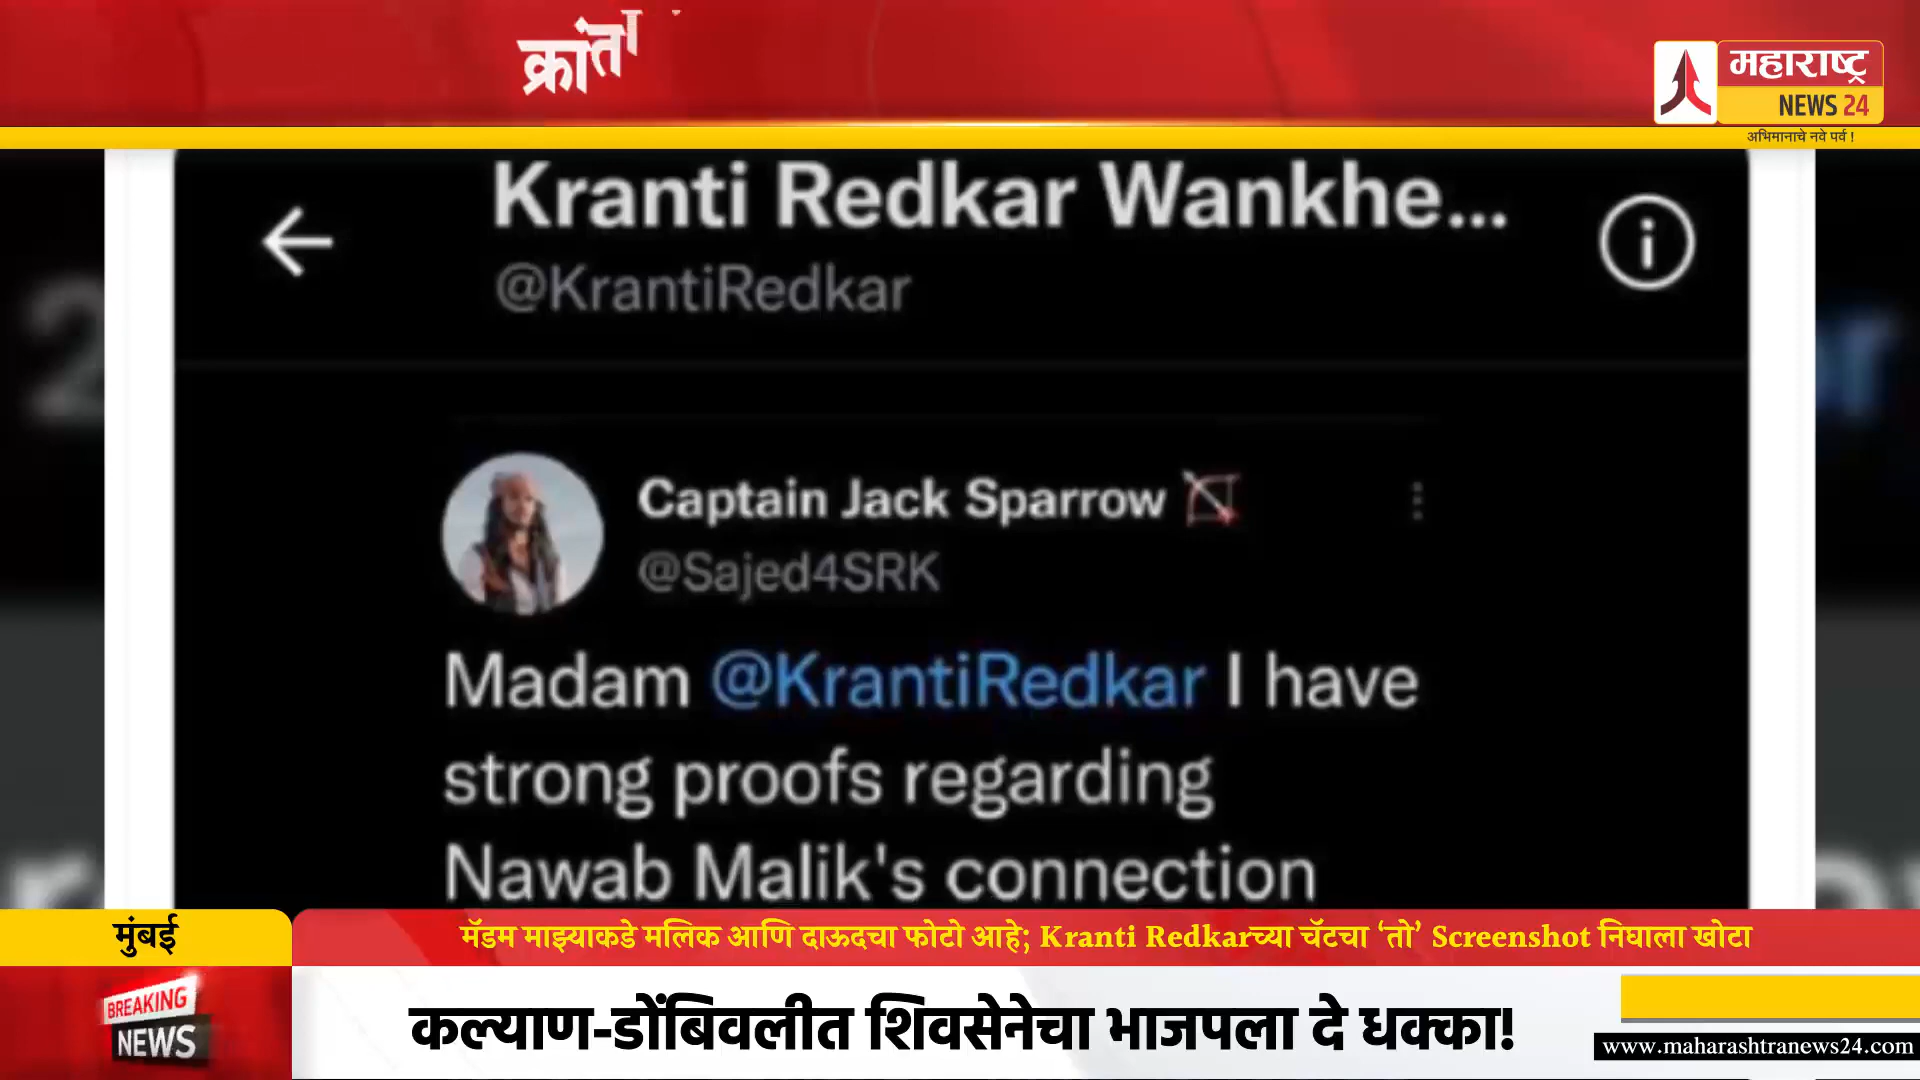 क्रांती
महाराष्ट्र
NEWS 24
अभिमानाचे नवे पर्व !
Kranti Redkar Wankhe...
@KrantiRedkar
Captain Jack Sparrow
@Sajed4SRK
Madam @KrantiRedkar I have
strong proofs regarding
Nawab Malik's connection
मुंबई
मॅडम माझ्याकडे मलिक आणि दाऊदचा फोटो आहे; Kranti Redkarच्या चॅटचा ‘तो’ Screenshot निघाला खोटा
BREAKING
NEWS
कल्याण-डोंबिवलीत शिवसेनेचा भाजपला दे धक्का!
www.maharashtranews24.com